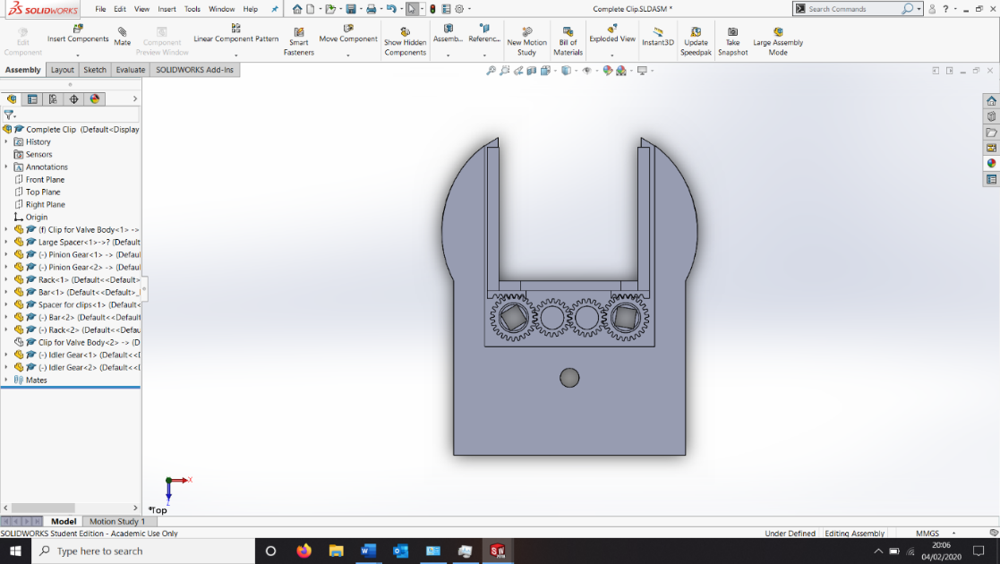 SOLIDWORKS File Edit View Insert Tools Window Help Complete Clip.SLDASM * Search Commands ?
Edit Component
Insert Components
Mate
Component Preview Window
Linear Component Pattern
Smart Fasteners
Move Component
Show Hidden Components
Assemb...
Referenc...
New Motion Study
Bill of Materials
Exploded View
Instant3D
Update Speedpak
Take Snapshot
Large Assembly Mode
Assembly Layout Sketch Evaluate SOLIDWORKS Add-Ins
Complete Clip (Default<Display
History
Sensors
Annotations
Front Plane
Top Plane
Right Plane
Origin
(f) Clip for Valve Body<1> ->
Large Spacer<1>->? (Default
(-) Pinion Gear<1> -> (Defaul
(-) Pinion Gear<2> -> (Defaul
Rack<1> (Default<<Default>
Bar<1> (Default<<Default>_
Spacer for clips<1> (Default<
(-) Bar<2> (Default<<Default
(-) Rack<2> (Default<<Defau
Clip for Valve Body<2> -> (D
(-) Idler Gear<1> (Default<<D
(-) Idler Gear<2> (Default<<D
Mates
X
Z
*Top
Model Motion Study 1
SOLIDWORKS Student Edition - Academic Use Only Under Defined Editing Assembly MMGS
Type here to search
20:06
04/02/2020